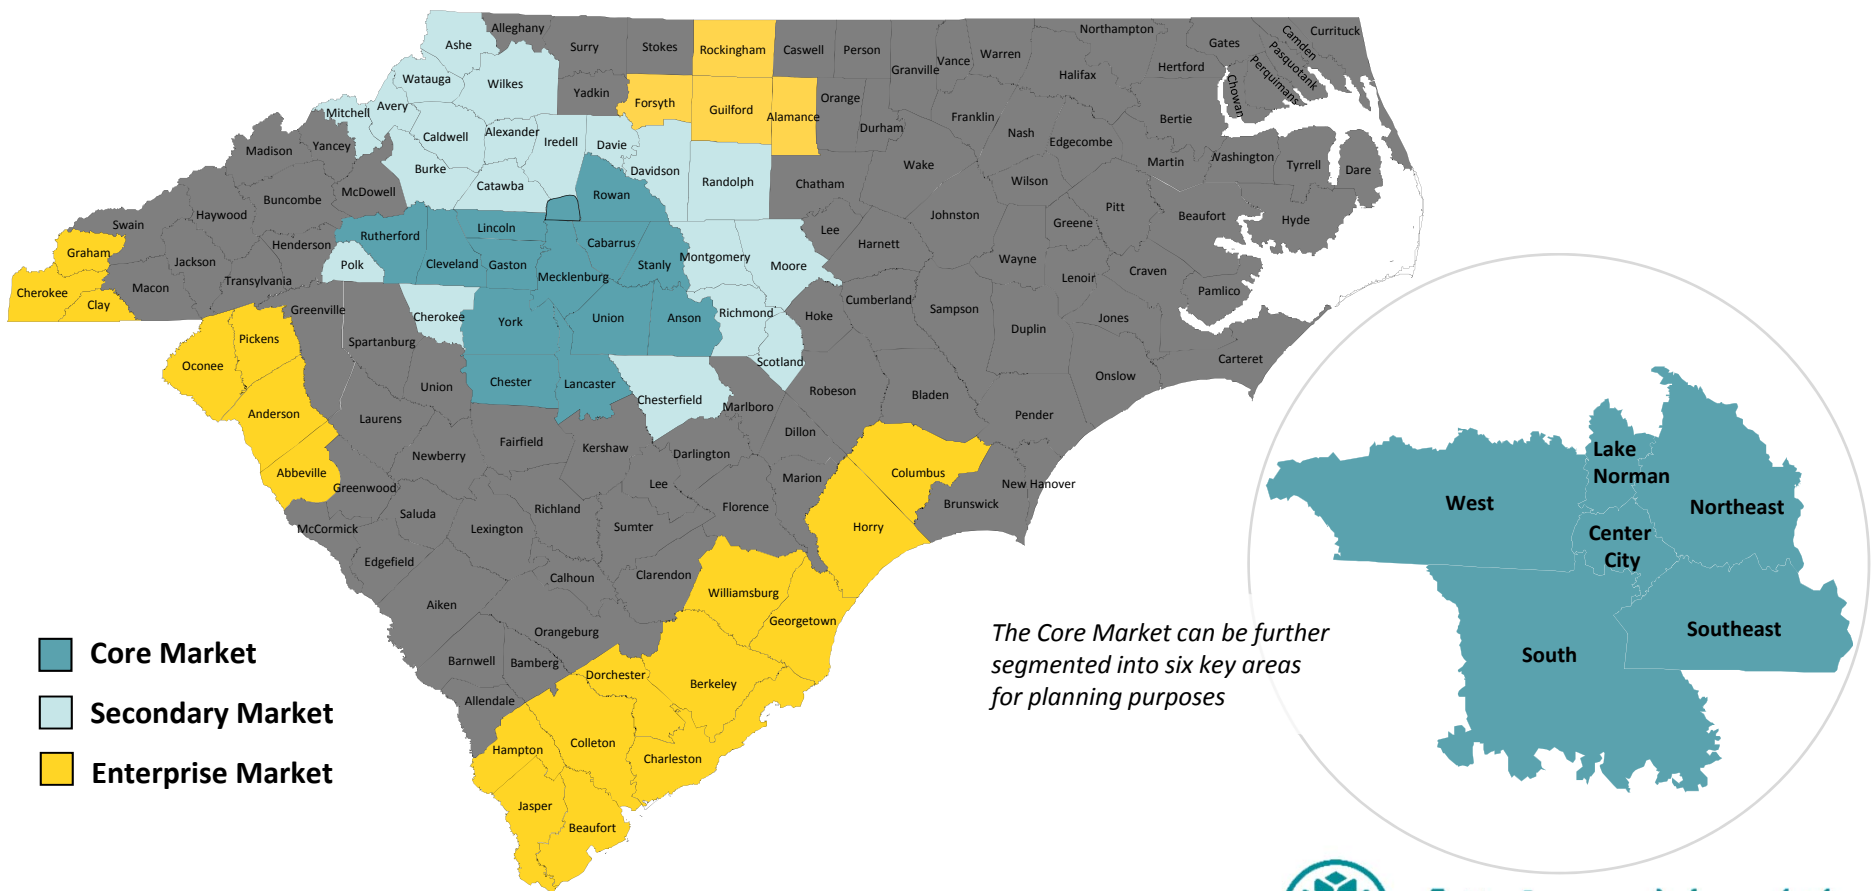 Alleghany
Ashe
Surry
Stokes
Rockingham
Caswell
Person
Granville
Vance
Warren
Northampton
Gates
Camden
Currituck
Pasquotank
Perquimans
Chowan
Hertford
Halifax
Watauga
Wilkes
Yadkin
Forsyth
Guilford
Alamance
Orange
Durham
Franklin
Nash
Edgecombe
Bertie
Mitchell
Avery
Caldwell
Alexander
Iredell
Davie
Davidson
Randolph
Chatham
Wake
Wilson
Martin
Washington
Tyrrell
Dare
Madison
Yancey
Burke
Catawba
Rowan
McDowell
Buncombe
Haywood
Swain
Graham
Cherokee
Clay
Macon
Jackson
Transylvania
Henderson
Polk
Rutherford
Cleveland
Lincoln
Gaston
Mecklenburg
Cabarrus
Stanly
Montgomery
Moore
Lee
Harnett
Johnston
Greene
Pitt
Beaufort
Hyde
Wayne
Lenoir
Craven
Pamlico
Jones
Carteret
Onslow
Duplin
Sampson
Cumberland
Hoke
Richmond
Scotland
Anson
Union
York
Cherokee
Greenville
Spartanburg
Pickens
Oconee
Anderson
Abbeville
Union
Chester
Lancaster
Chesterfield
Marlboro
Robeson
Bladen
Pender
Laurens
Newberry
Fairfield
Kershaw
Darlington
Dillon
Marion
Columbus
Brunswick
New Hanover
Horry
Greenwood
McCormick
Saluda
Lexington
Richland
Lee
Sumter
Florence
Edgefield
Aiken
Calhoun
Clarendon
Williamsburg
Georgetown
Orangeburg
Barnwell
Bamberg
Allendale
Dorchester
Berkeley
Hampton
Colleton
Charleston
Jasper
Beaufort
Core Market
Secondary Market
Enterprise Market
The Core Market can be further
segmented into six key areas
for planning purposes
West
Lake
Norman
Northeast
Center
City
Southeast
South